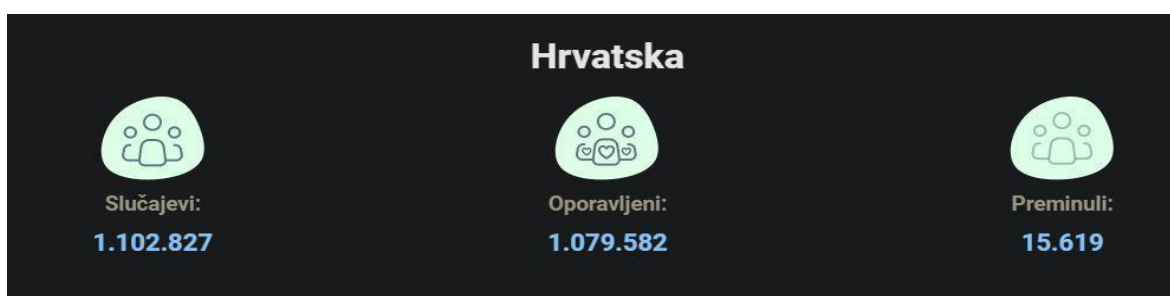 Hrvatska
Slučajevi:
Oporavljeni:
Preminuli:
1.102.827
1.079.582
15.619